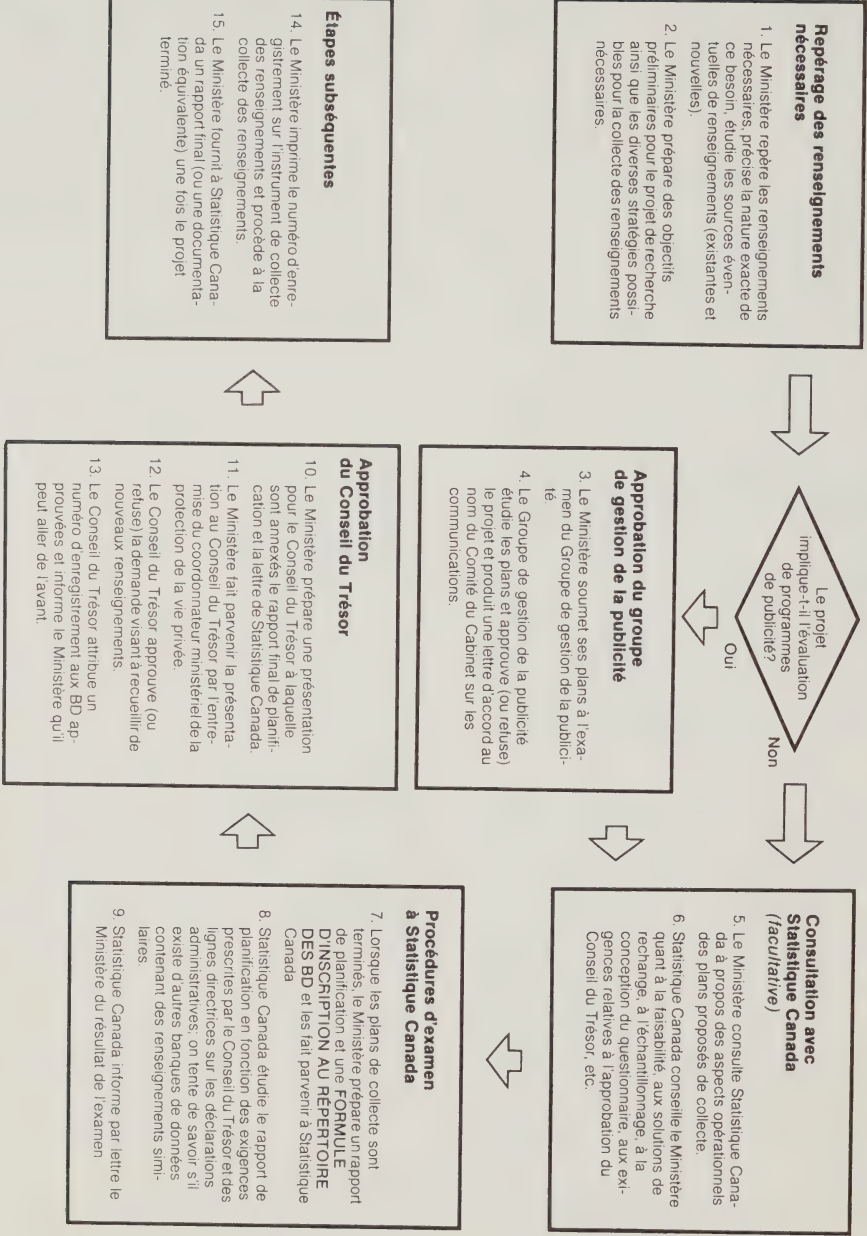 Repérage des renseignements
nécessaires
1. Le Ministère repère les renseignements
nécessaires, précise la nature exacte de
ce besoin, étudie les sources éven-
tuelles de renseignements (existantes et
nouvelles).
2. Le Ministère prépare des objectifs
préliminaires pour le projet de recherche
ainsi que les diverses stratégies possi-
bles pour la collecte des renseignements
nécessaires.
Le projet
implique-t-il l'évaluation
de programmes
de publicité?
Oui
Non
Approbation du groupe
de gestion de la publicité
3. Le Ministère soumet ses plans à l'exa-
men du Groupe de gestion de la publici-
té.
4. Le Groupe de gestion de la publicité
étudie les plans et approuve (ou refuse)
le projet et produit une lettre d'accord au
nom du Comité du Cabinet sur les
communications.
Consultation avec
Statistique Canada
(facultative)
5. Le Ministère consulte Statistique Cana-
da à propos des aspects opérationnels
des plans proposés de collecte.
6. Statistique Canada conseille le Ministère
quant à la faisabilité, aux solutions de
rechange, à l'échantillonnage, à la
conception du questionnaire, aux exi-
gences relatives à l'approbation du
Conseil du Trésor, etc.
Procédures d'examen
à Statistique Canada
7. Lorsque les plans de collecte sont
terminés, le Ministère prépare un rapport
de planification et une FORMULE
D'INSCRIPTION AU RÉPERTOIRE
DES BD et les fait parvenir à Statistique
Canada
8. Statistique Canada étudie le rapport de
planification en fonction des exigences
prescrites par le Conseil du Trésor et des
lignes directrices sur les déclarations
administratives; on tente de savoir s'il
existe d'autres banques de données
contenant des renseignements simi-
laires
9. Statistique Canada informe par lettre le
Ministère du résultat de l'examen
Approbation
du Conseil du Trésor
10. Le Ministère prépare une présentation
pour le Conseil du Trésor à laquelle
sont annexés le rapport final de planifi-
cation et la lettre de Statistique Canada.
11. Le Ministère fait parvenir la présenta-
tion au Conseil du Trésor par l'entre-
mise du coordonnateur ministériel de la
protection de la vie privée.
12. Le Conseil du Trésor approuve (ou
refuse) la demande visant à recueillir de
nouveaux renseignements.
13. Le Conseil du Trésor attribue un
numéro d'enregistrement aux BD ap-
prouvées et informe le Ministère qu'il
peut aller de l'avant.
Étapes subséquentes
14. Le Ministère imprime le numéro d'enre-
gistrement sur l'instrument de collecte
des renseignements et procède à la
collecte des renseignements.
15. Le Ministère fournit à Statistique Cana-
da un rapport final (ou une documenta-
tion équivalente) une fois le projet
terminé.